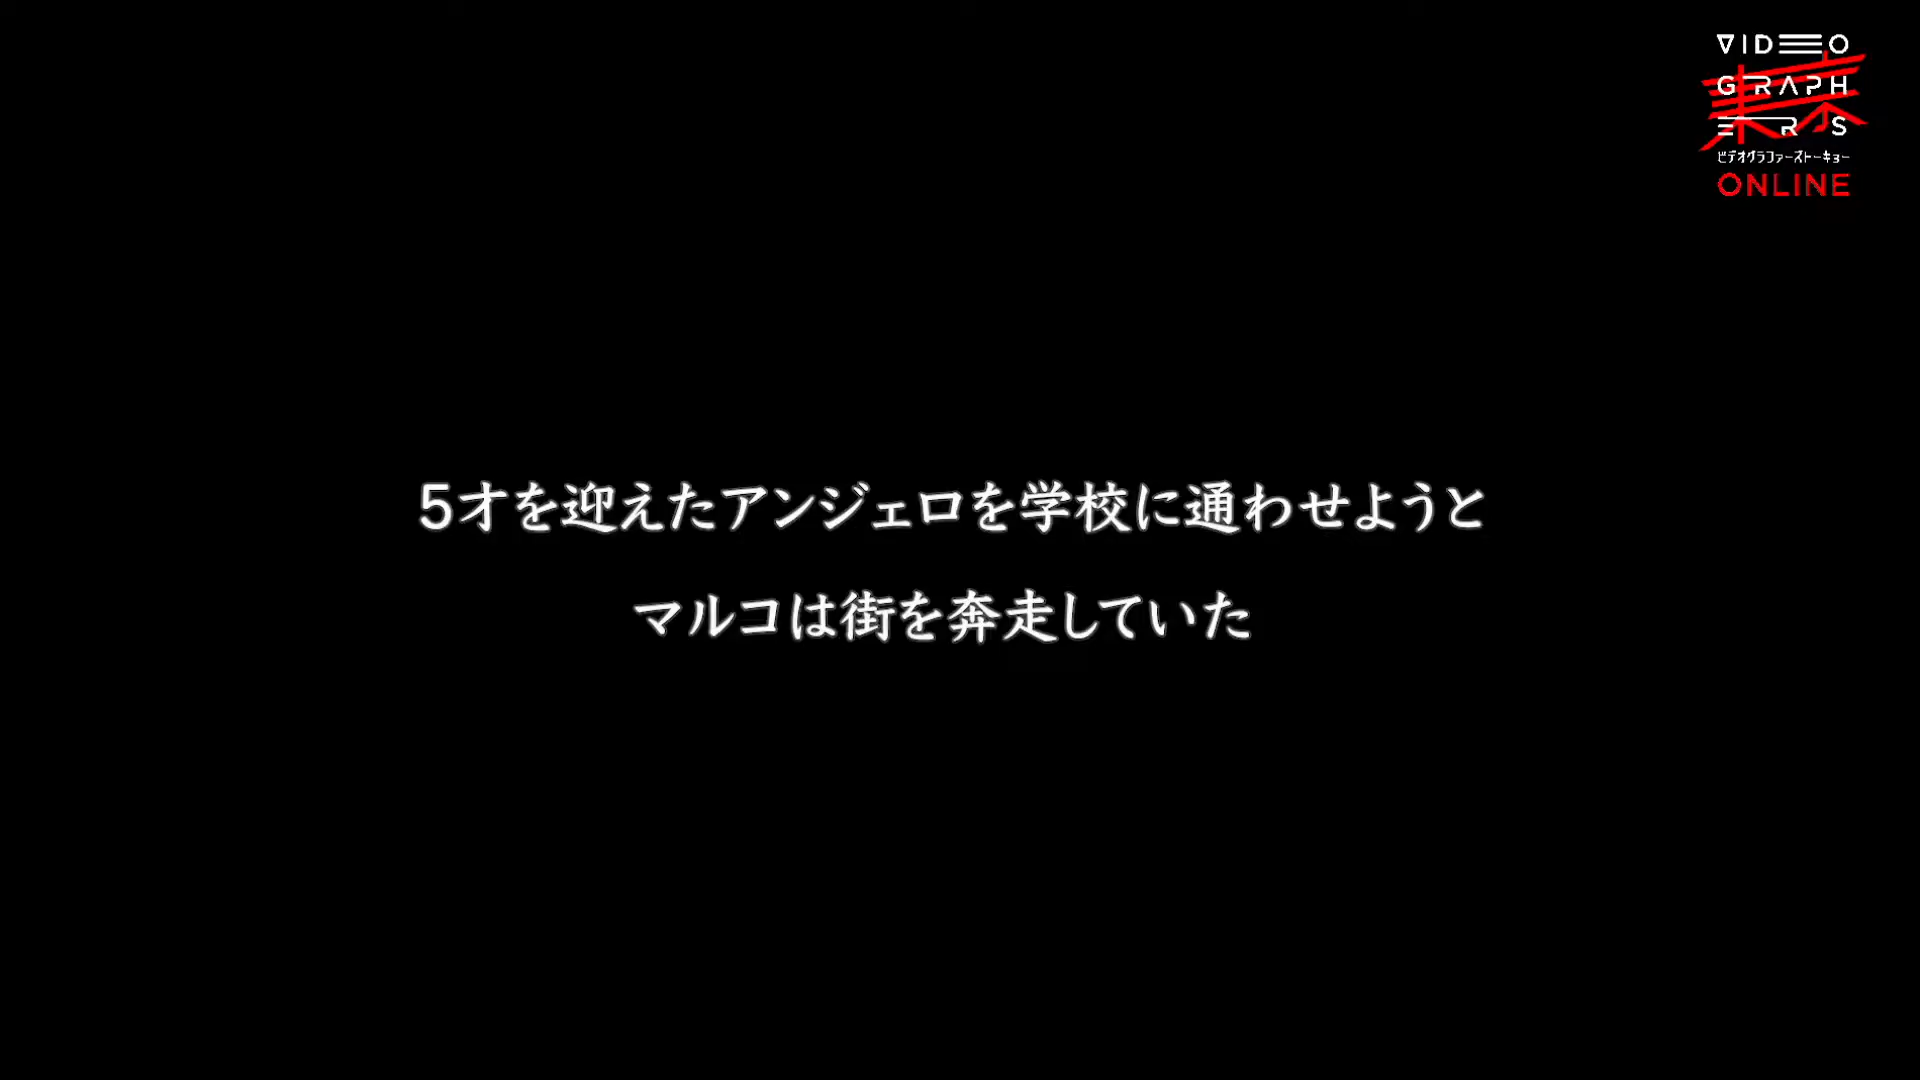 VIDEO
GRAPH
ERS
東京
ビデオグラファーズトーキョー
ONLINE
5才を迎えたアンジェロを学校に通わせようと
マルコは街を奔走していた